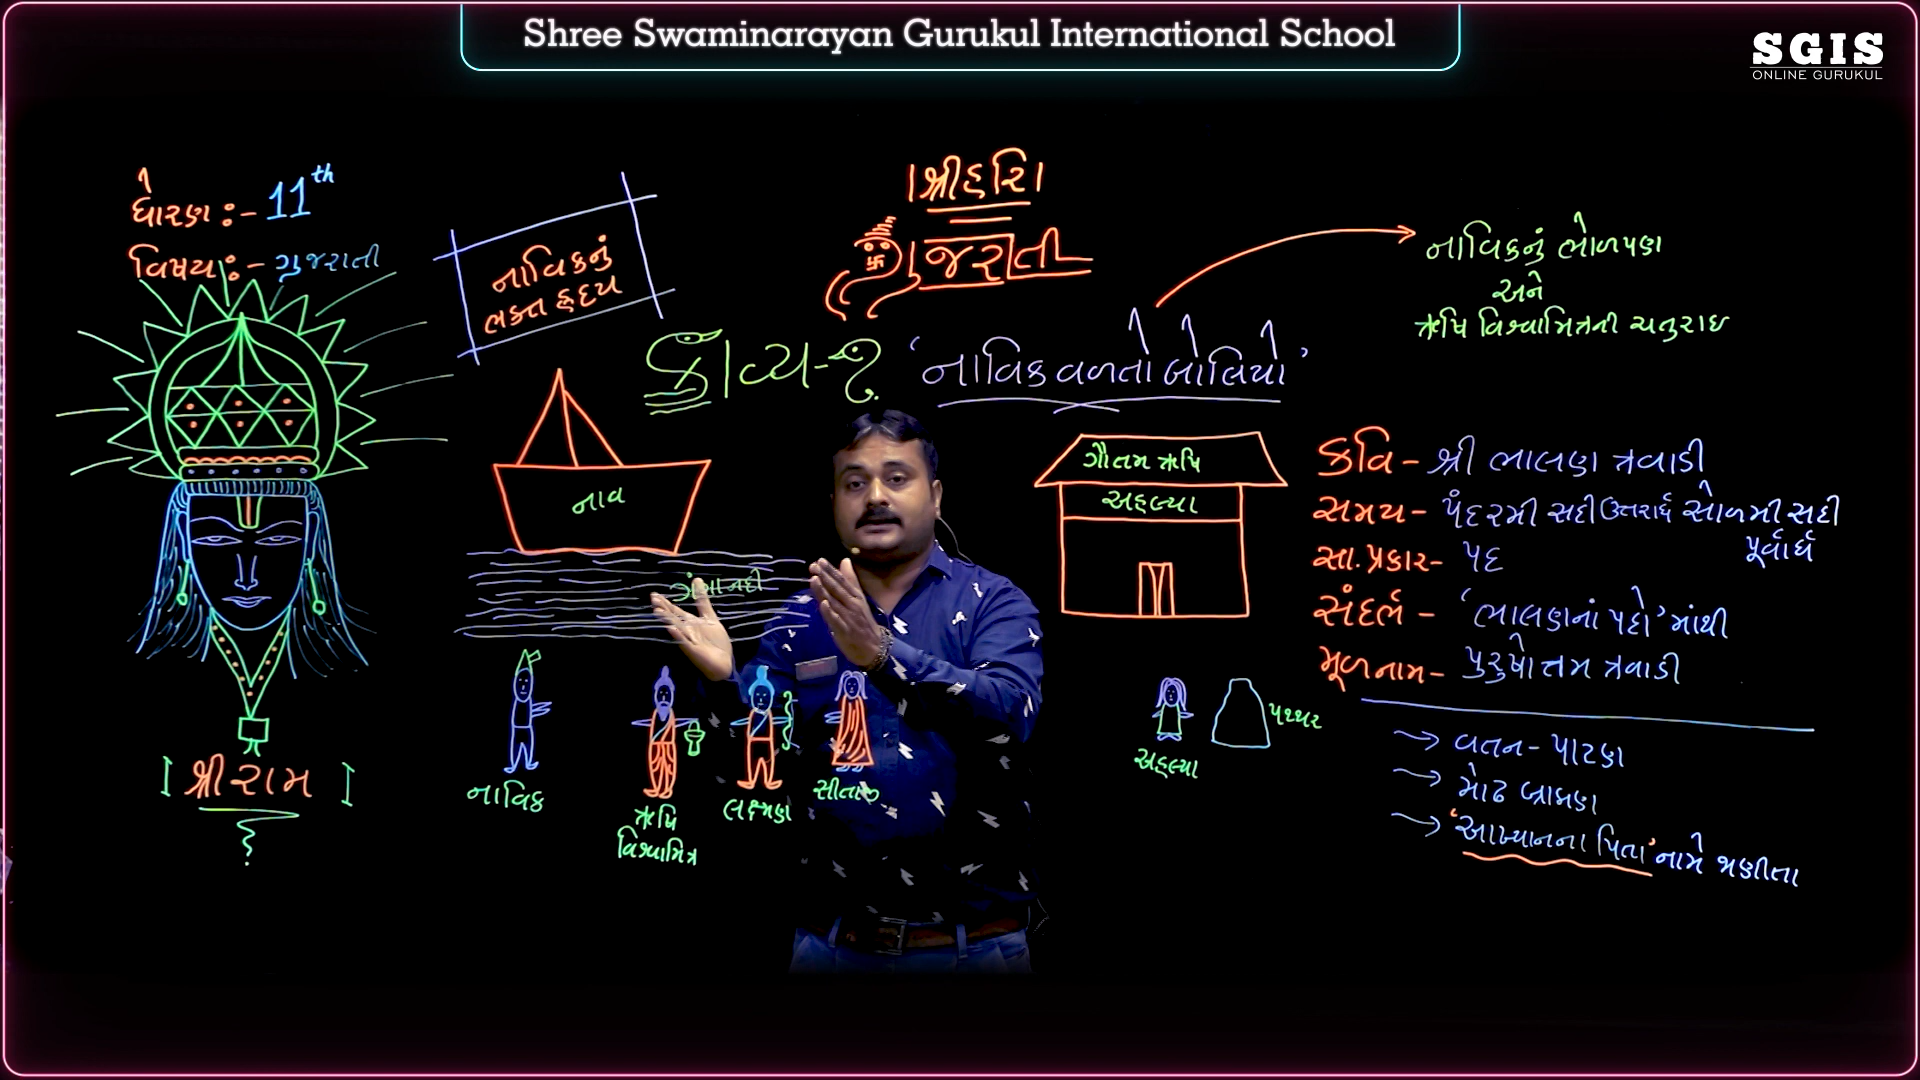 Shree Swaminarayan Gurukul International School
SGIS
ONLINE GURUKUL
ધોરણ :- 11th
વિષય :- ગુજરાતી
નાવિકનું
ભક્ત હૃદય
।શ્રીહરિ।
ગુજરાતી
કાવ્ય-૨ 'નાવિક વળતો બોલિયો'
નાવિકનું ભોળપણ
અને
ઋષિ વિશ્વામિત્રની ચતુરાઇ
નાવ
ગંગા નદી
ગૌતમ ઋષિ
અહલ્યા
કવિ - શ્રી ભાલણ ત્રવાડી
સમય - પંદરમી સદી ઉત્તરાર્ધ સોળમી સદી
પૂર્વાર્ધ
સા. પ્રકાર - પદ
સંદર્ભ - 'ભાલણનાં પદો' માંથી
મૂળનામ - પુરુષોત્તમ ત્રવાડી
→ વતન - પાટણ
→ મોઢ બ્રાહ્મણ
→ 'આખ્યાનના પિતા' નામે જાણીતા
। શ્રી રામ ।
નાવિક
ઋષિ
વિશ્વામિત્ર
લક્ષ્મણ
સીતાજી
અહલ્યા
પથ્થર